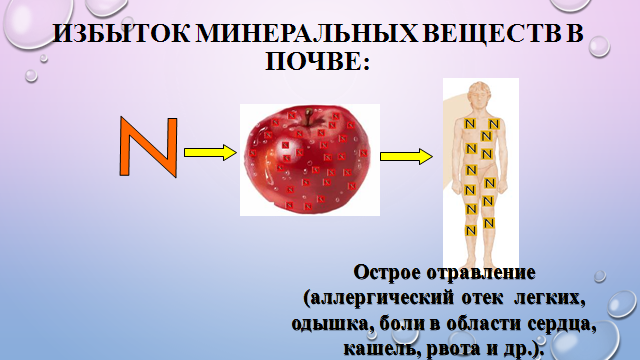 ИЗБЫТОК МИНЕРАЛЬНЫХ ВЕЩЕСТВ В
ПОЧВЕ:
N
Острое отравление
(аллергический отек легких,
одышка, боли в области сердца,
кашель, рвота и др.).